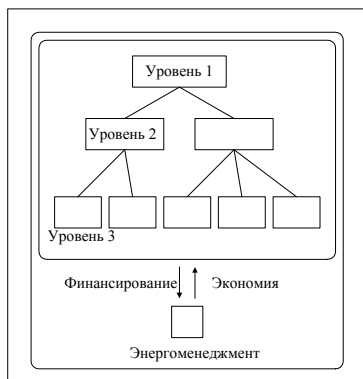 Уровень 1
Уровень 2
Уровень 3
Финансирование Экономия
Энергоменеджмент